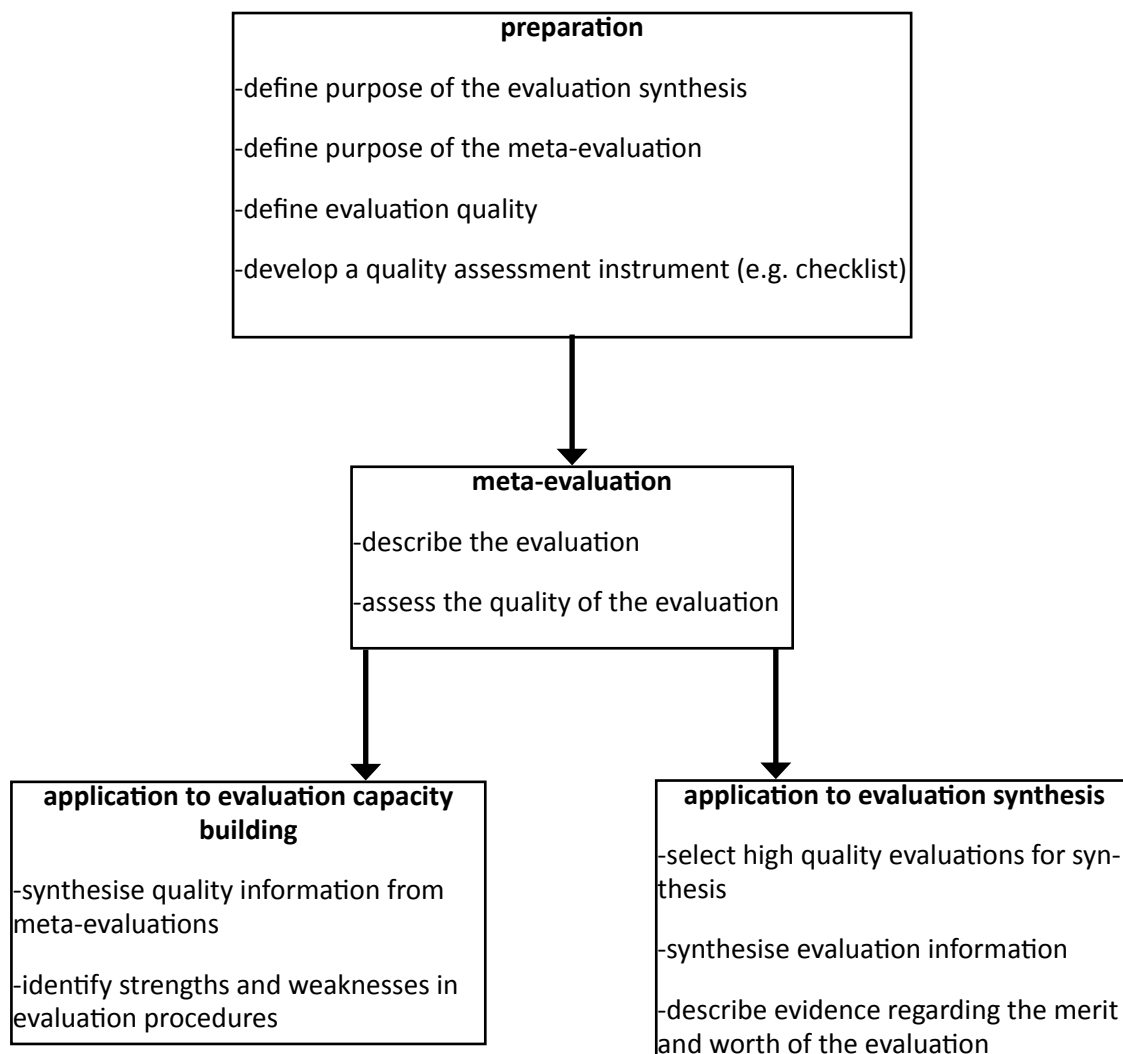 preparation
-define purpose of the evaluation synthesis
-define purpose of the meta-evaluation
-define evaluation quality
-develop a quality assessment instrument (e.g. checklist)
meta-evaluation
-describe the evaluation
-assess the quality of the evaluation
application to evaluation capacity
building
-synthesise quality information from
meta-evaluations
-identify strengths and weaknesses in
evaluation procedures
application to evaluation synthesis
-select high quality evaluations for syn-
thesis
-synthesise evaluation information
-describe evidence regarding the merit
and worth of the evaluation